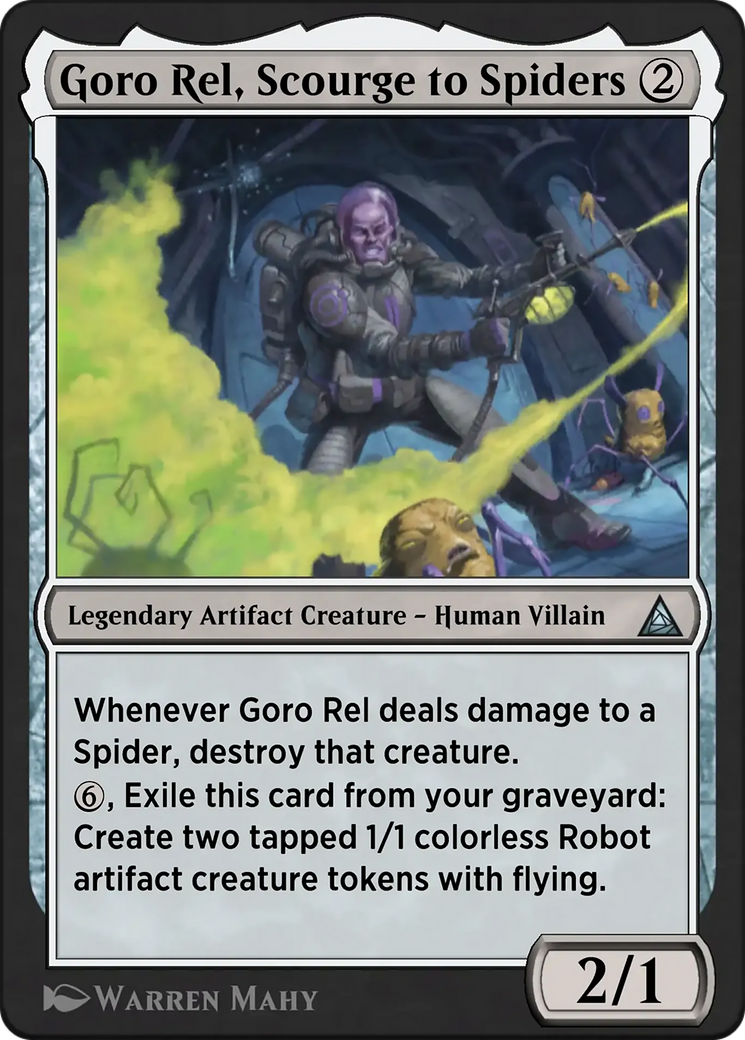 Goro Rel, Scourge to Spiders 2
Legendary Artifact Creature – Human Villain
Whenever Goro Rel deals damage to a
Spider, destroy that creature.
6, Exile this card from your graveyard:
Create two tapped 1/1 colorless Robot
artifact creature tokens with flying.
2/1
Warren Mahy